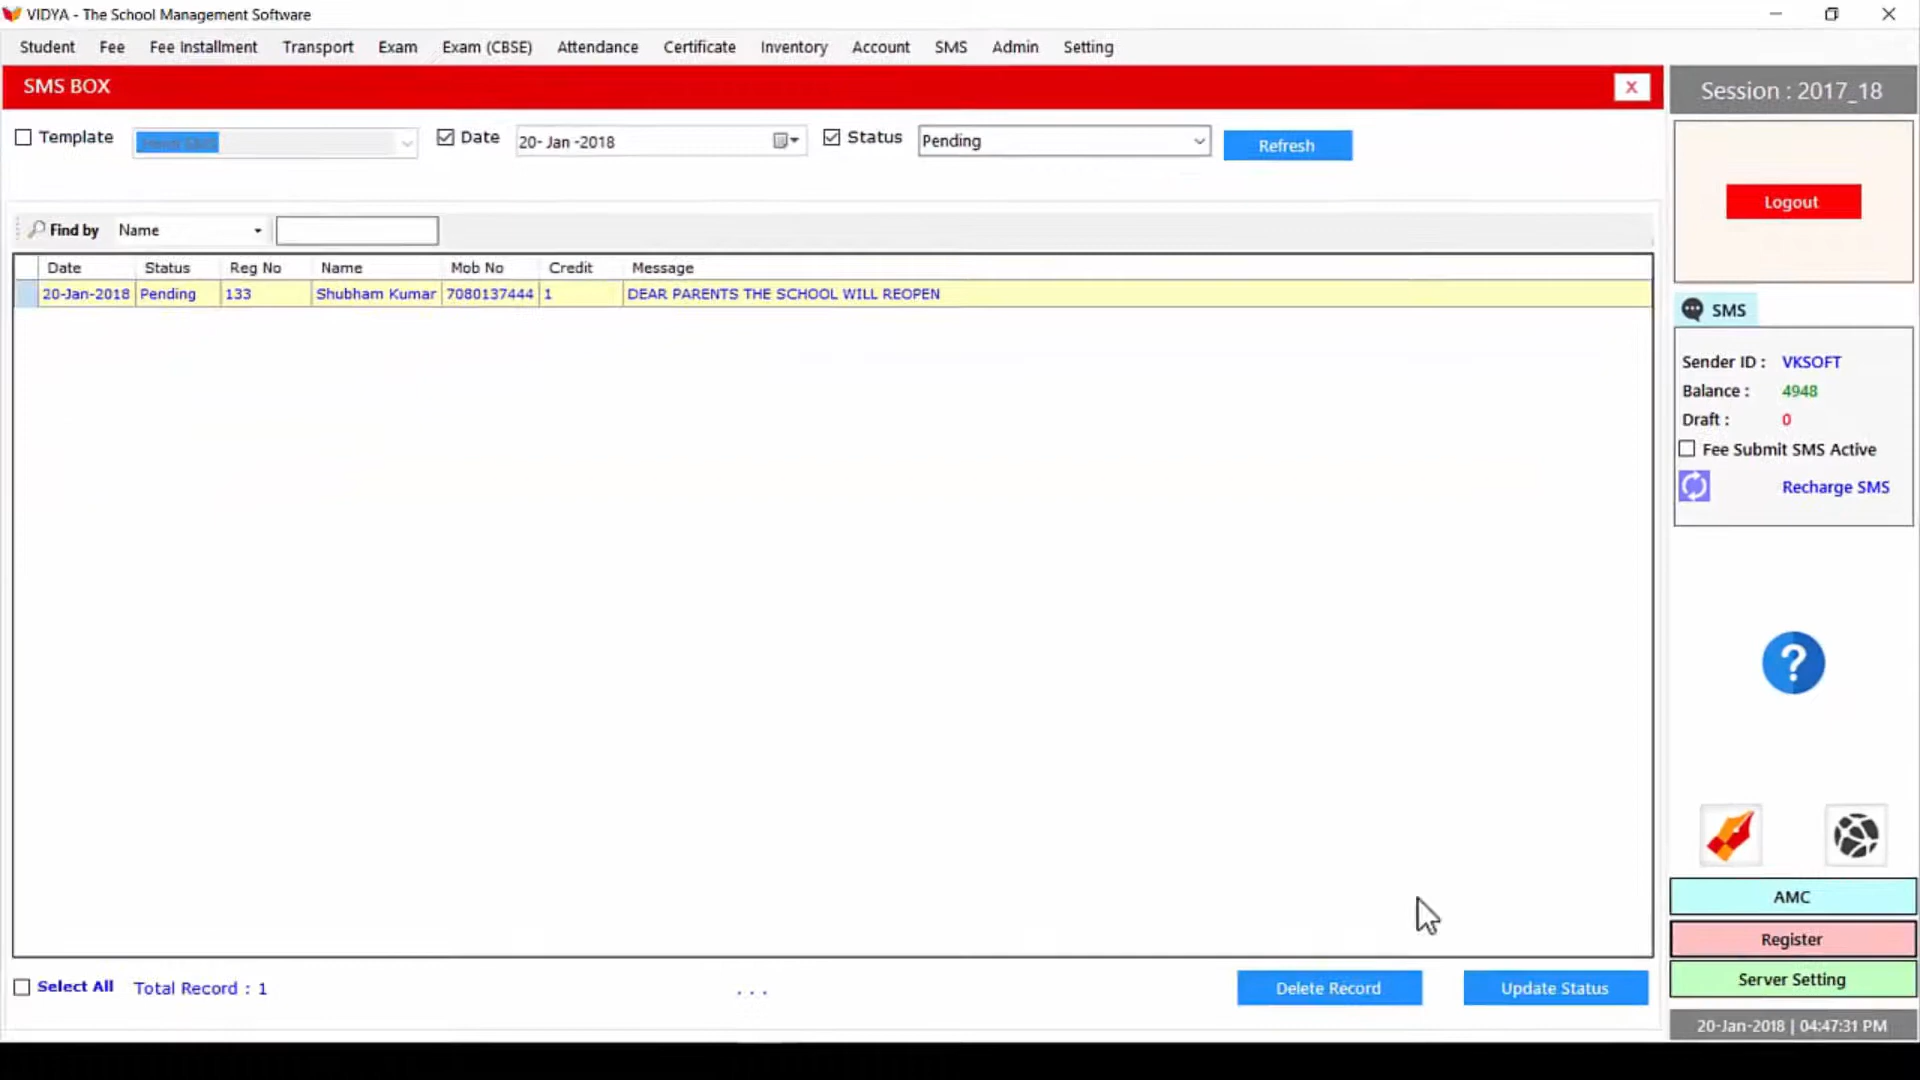 VIDYA - The School Management Software
Student Fee Fee Installment Transport Exam Exam (CBSE) Attendance Certificate Inventory Account SMS Admin Setting
SMS BOX
X
Session : 2017_18
Template
Date
20- Jan -2018
Status
Pending
Refresh
Logout
Find by Name
Date Status Reg No Name Mob No Credit Message
20-Jan-2018 Pending 133 Shubham Kumar 7080137444 1 DEAR PARENTS THE SCHOOL WILL REOPEN
SMS
Sender ID : VKSOFT
Balance : 4948
Draft : 0
Fee Submit SMS Active
Recharge SMS
?
AMC
Register
Server Setting
Select All Total Record : 1 . . . Delete Record Update Status
20-Jan-2018 | 04:47:31 PM